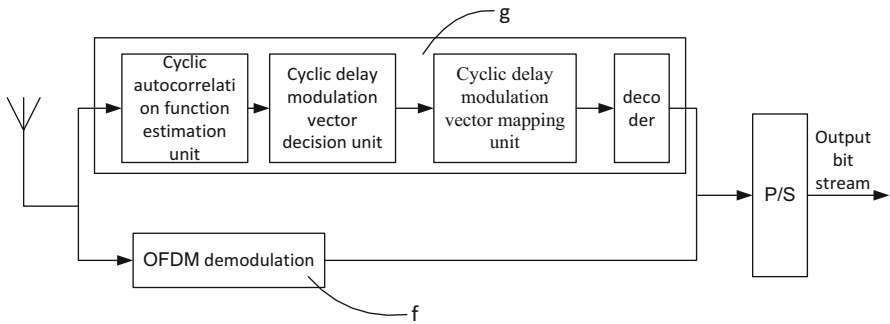 g
Cyclic
autocorrelati
on function
estimation
unit
Cyclic delay
modulation
vector
decision unit
Cyclic delay
modulation
vector mapping
unit
deco
der
P/S
Output
bit
stream
OFDM demodulation
f